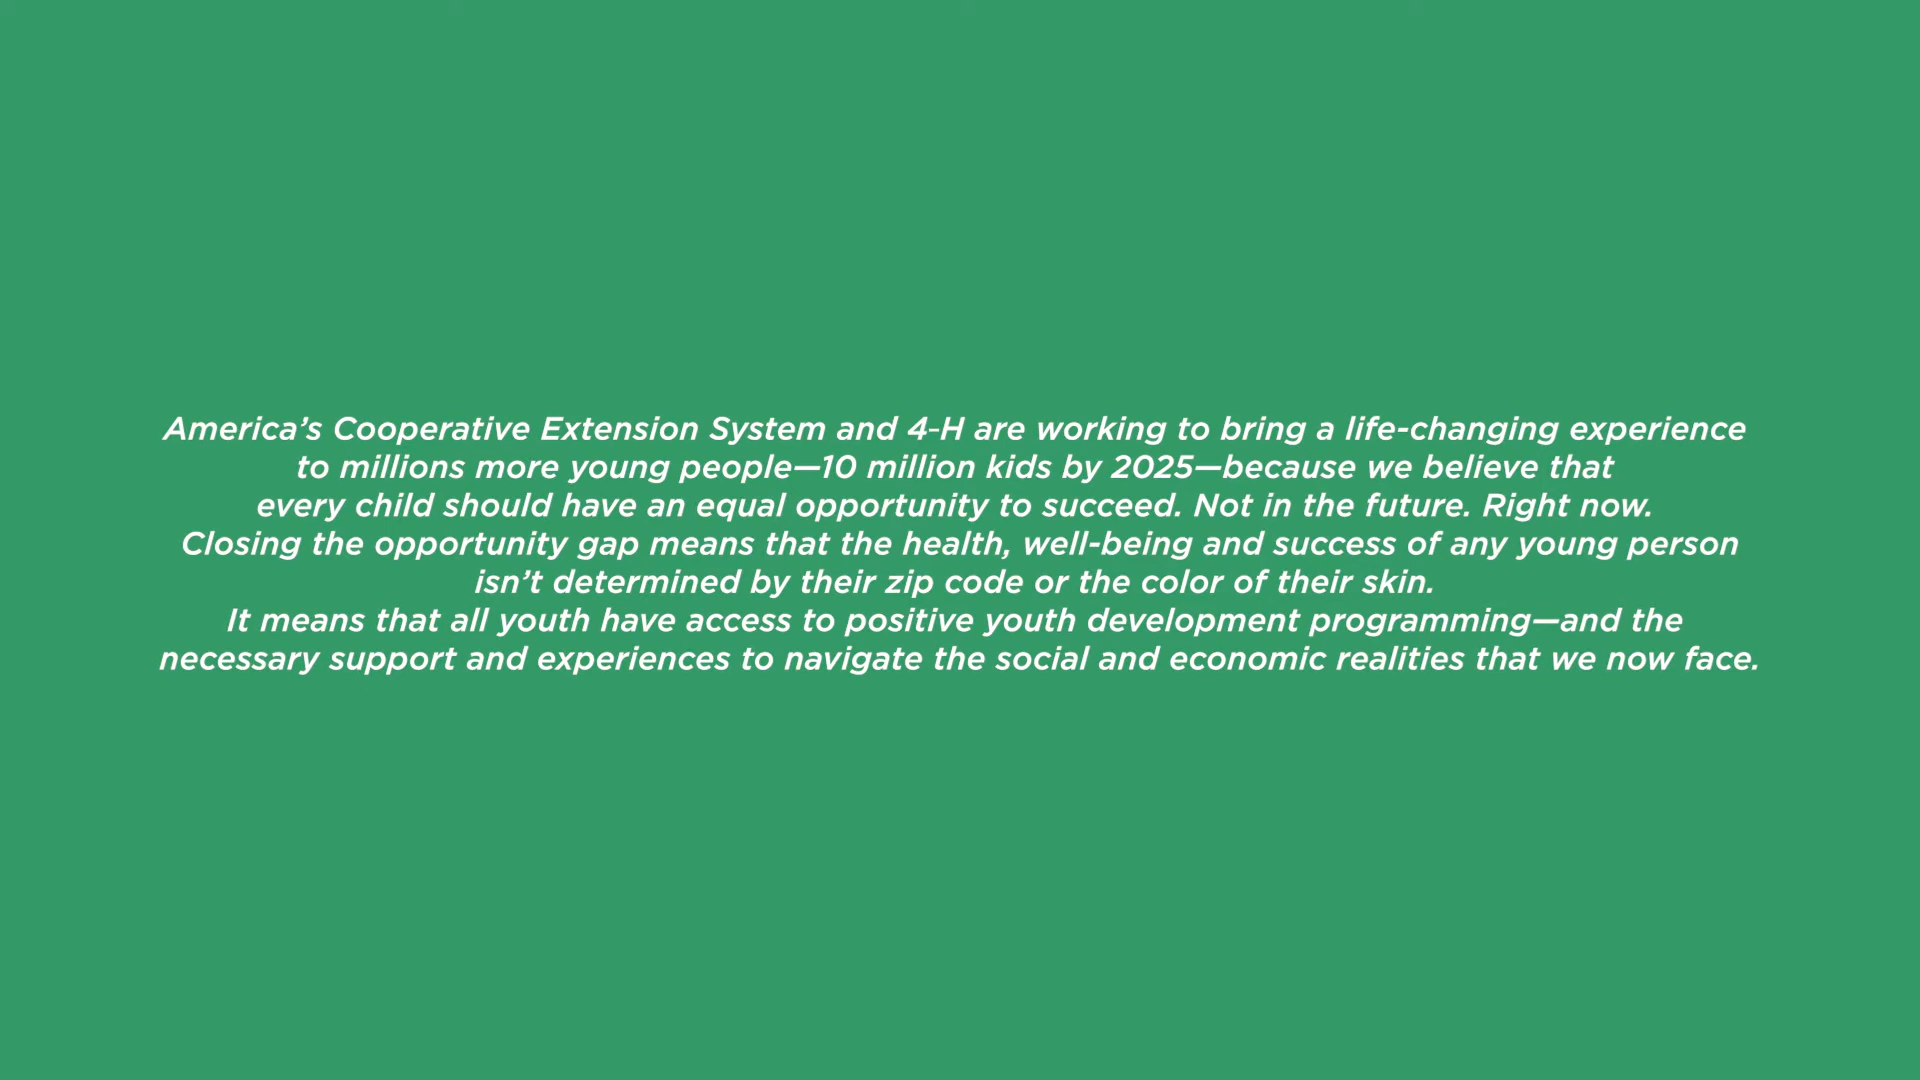 America’s Cooperative Extension System and 4-H are working to bring a life-changing experience
to millions more young people—10 million kids by 2025—because we believe that
every child should have an equal opportunity to succeed. Not in the future. Right now.
Closing the opportunity gap means that the health, well-being and success of any young person
isn’t determined by their zip code or the color of their skin.
It means that all youth have access to positive youth development programming—and the
necessary support and experiences to navigate the social and economic realities that we now face.